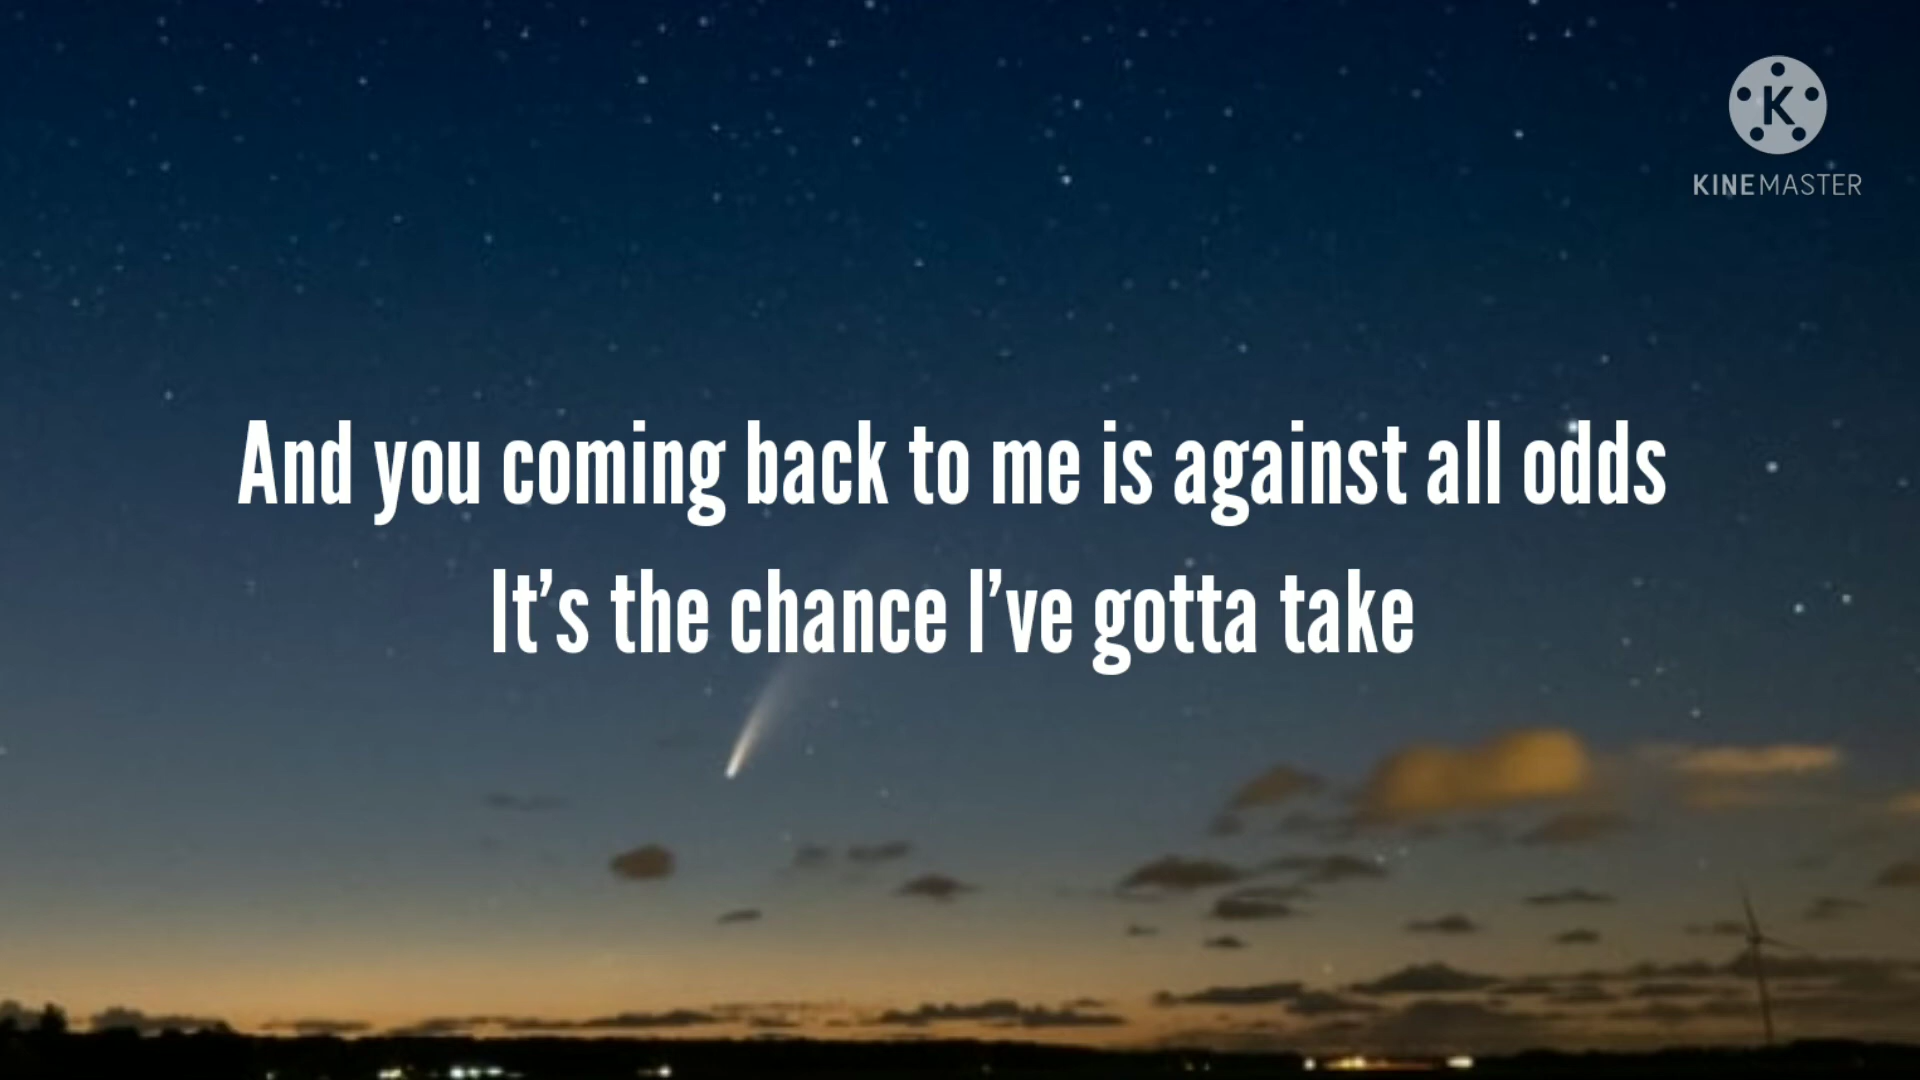 K
KINEMASTER
And you coming back to me is against all odds
It's the chance I've gotta take